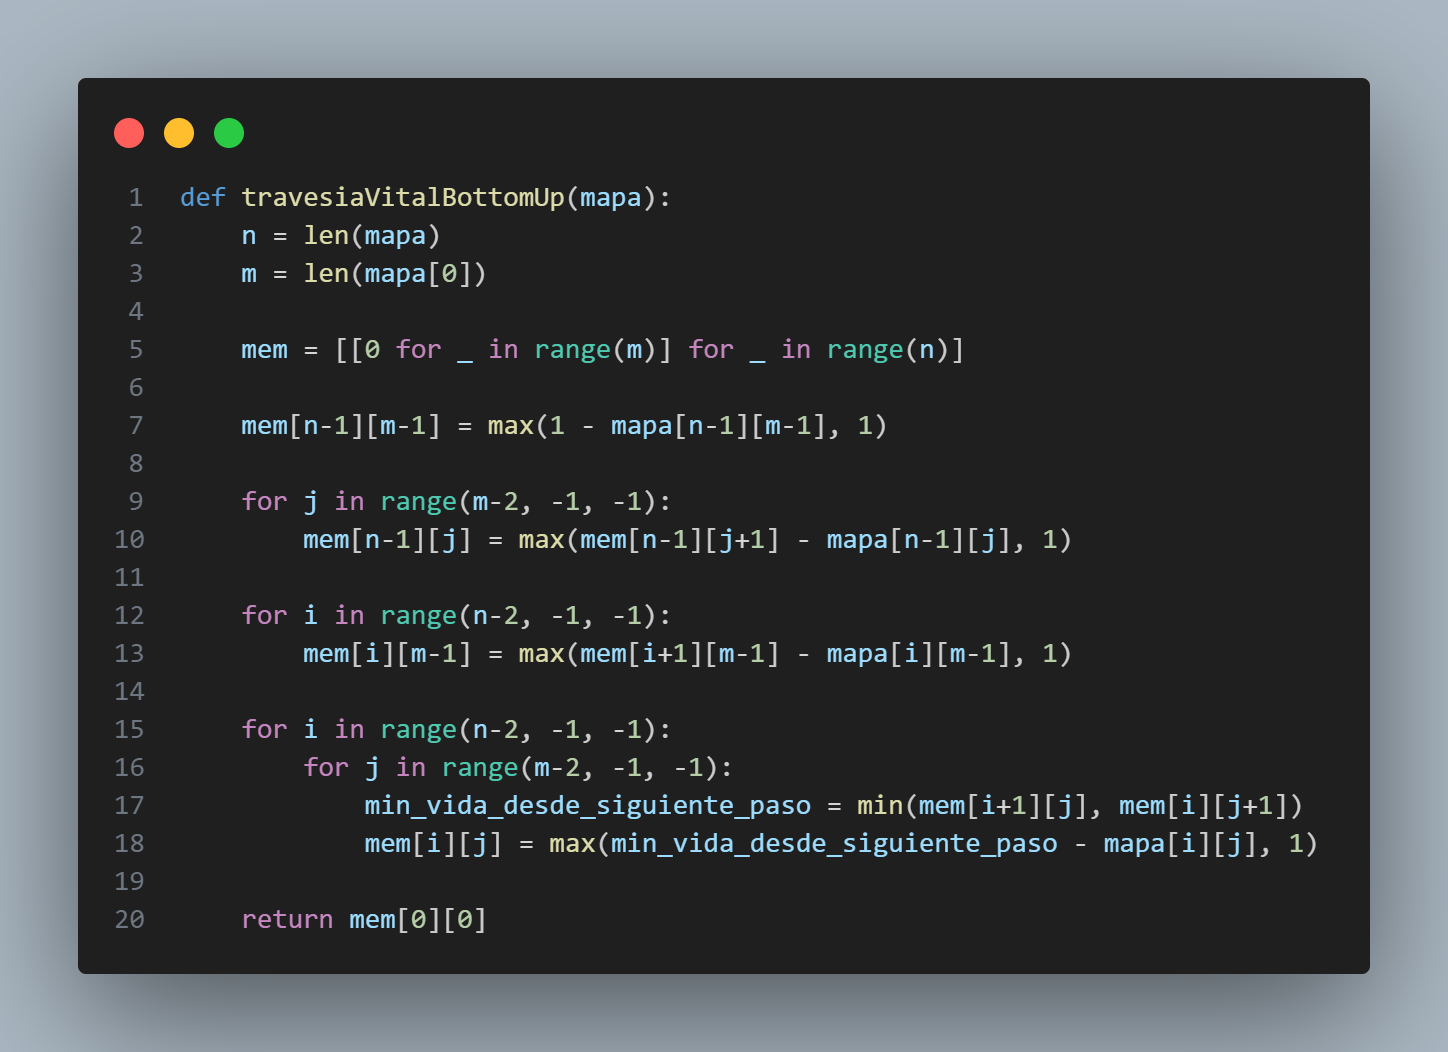 1 def travesiaVitalBottomUp(mapa):
2     n = len(mapa)
3     m = len(mapa[0])
4
5     mem = [[0 for _ in range(m)] for _ in range(n)]
6
7     mem[n-1][m-1] = max(1 - mapa[n-1][m-1], 1)
8
9     for j in range(m-2, -1, -1):
10         mem[n-1][j] = max(mem[n-1][j+1] - mapa[n-1][j], 1)
11
12     for i in range(n-2, -1, -1):
13         mem[i][m-1] = max(mem[i+1][m-1] - mapa[i][m-1], 1)
14
15     for i in range(n-2, -1, -1):
16         for j in range(m-2, -1, -1):
17             min_vida_desde_siguiente_paso = min(mem[i+1][j], mem[i][j+1])
18             mem[i][j] = max(min_vida_desde_siguiente_paso - mapa[i][j], 1)
19
20     return mem[0][0]